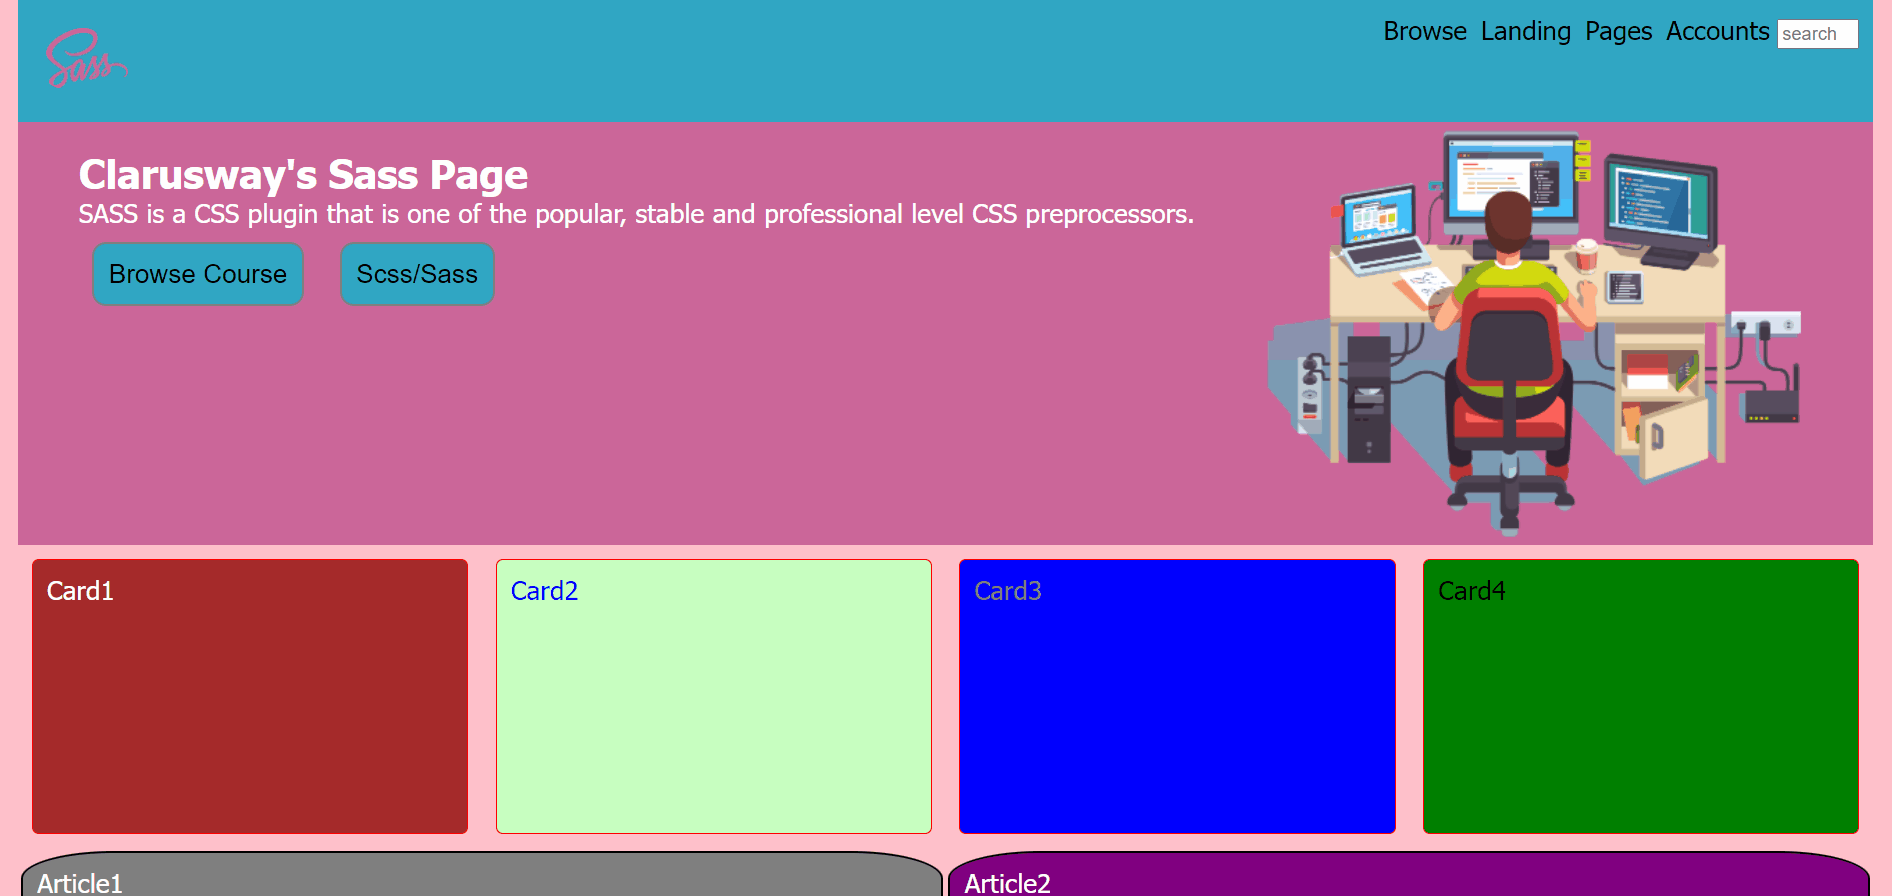 Sass
Browse Landing Pages Accounts search
Clarusway's Sass Page
SASS is a CSS plugin that is one of the popular, stable and professional level CSS preprocessors.
Browse Course Scss/Sass
Card1 Card2 Card3 Card4
Article1 Article2